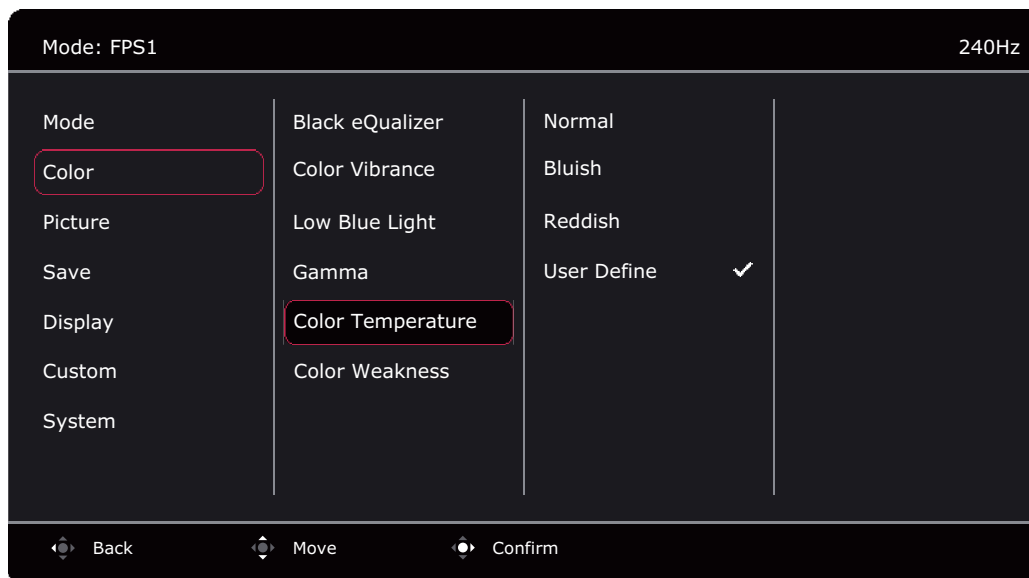 Mode: FPS1
240Hz
Mode
Color
Picture
Save
Display
Custom
System
Black eQualizer
Color Vibrance
Low Blue Light
Gamma
Color Temperature
Color Weakness
Normal
Bluish
Reddish
User Define
Back
Move
Confirm